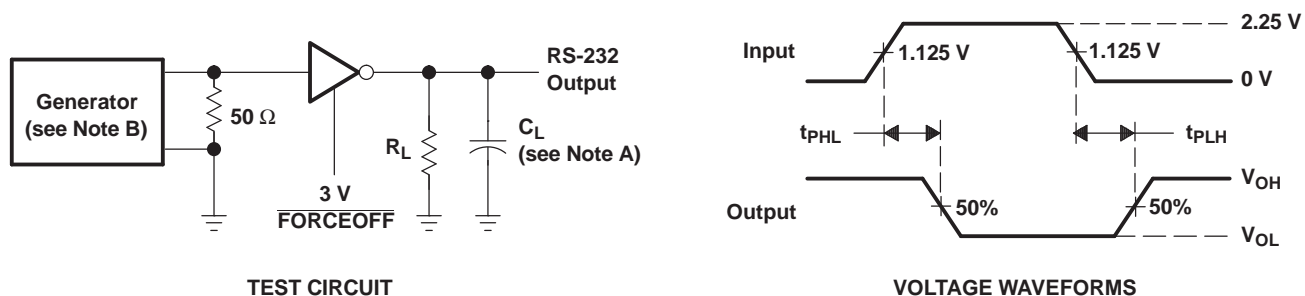 Generator
(see Note B)
50 Ω
3 V
FORCEOFF
RL
CL
(see Note A)
RS-232
Output
TEST CIRCUIT
Input
1.125 V
1.125 V
2.25 V
0 V
tPHL
tPLH
Output
50%
50%
VOH
VOL
VOLTAGE WAVEFORMS